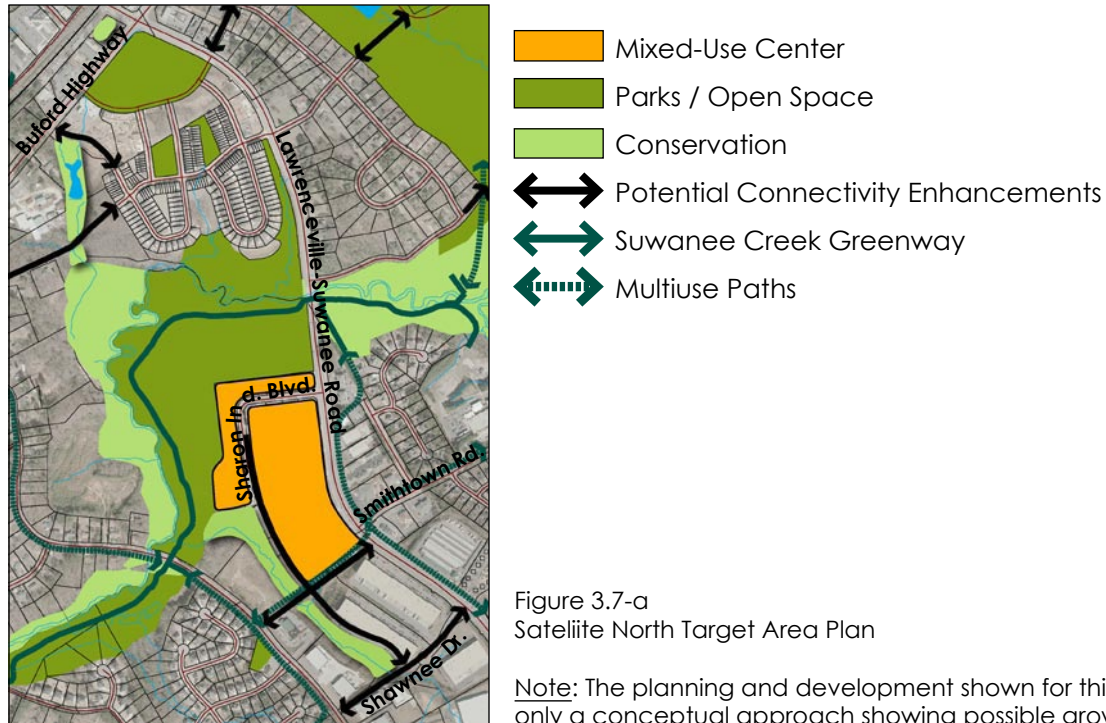 Buford Highway
Lawrenceville-Suwanee Road
Sharon Ind. Blvd.
Smithtown Rd.
Shawnee Dr.
Mixed-Use Center
Parks / Open Space
Conservation
Potential Connectivity Enhancements
Suwanee Creek Greenway
Multiuse Paths
Figure 3.7-a
Sateliite North Target Area Plan
Note: The planning and development shown for thi
only a conceptual approach showing possible grow